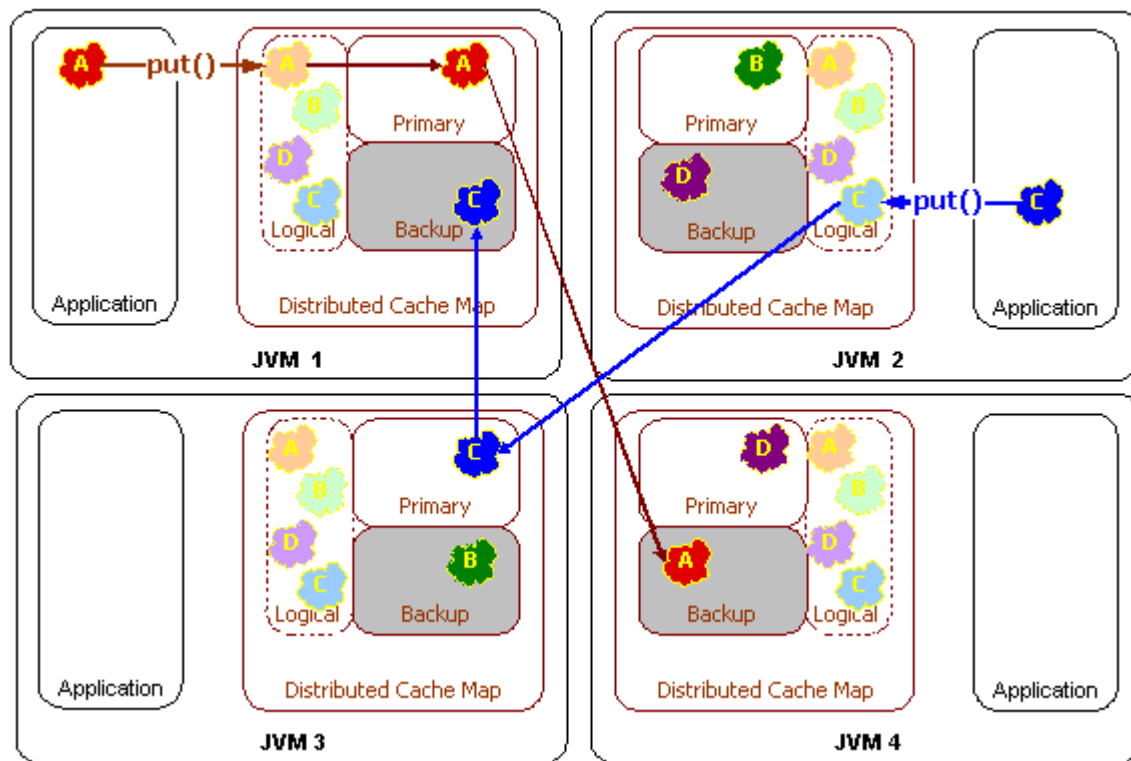 A put() A A
B
Primary
D
C C
Logical Backup
Application
Distributed Cache Map
JVM 1
B A
B
Primary
D D
C put() C
Backup Logical
Application
Distributed Cache Map
JVM 2
A C
B
Primary
D B
C
Logical Backup
Application
Distributed Cache Map
JVM 3
D A
B
Primary
A D
C
Backup Logical
Application
Distributed Cache Map
JVM 4